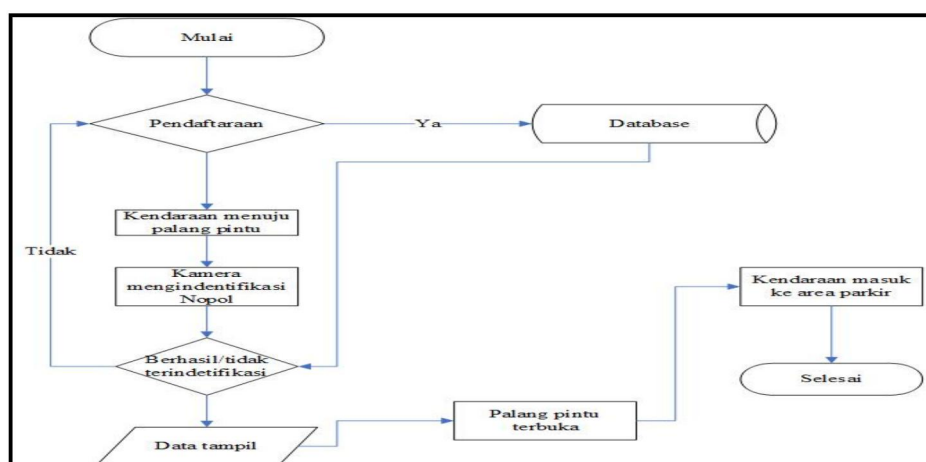 Mulai
Pendaftaraan
Ya
Database
Kendaraan menuju
palang pintu
Tidak
Kamera
mengindentifikasi
Nopol
Kendaraan masuk
ke area parkir
Berhasil/tidak
terindetifikasi
Selesai
Palang pintu
terbuka
Data tampil